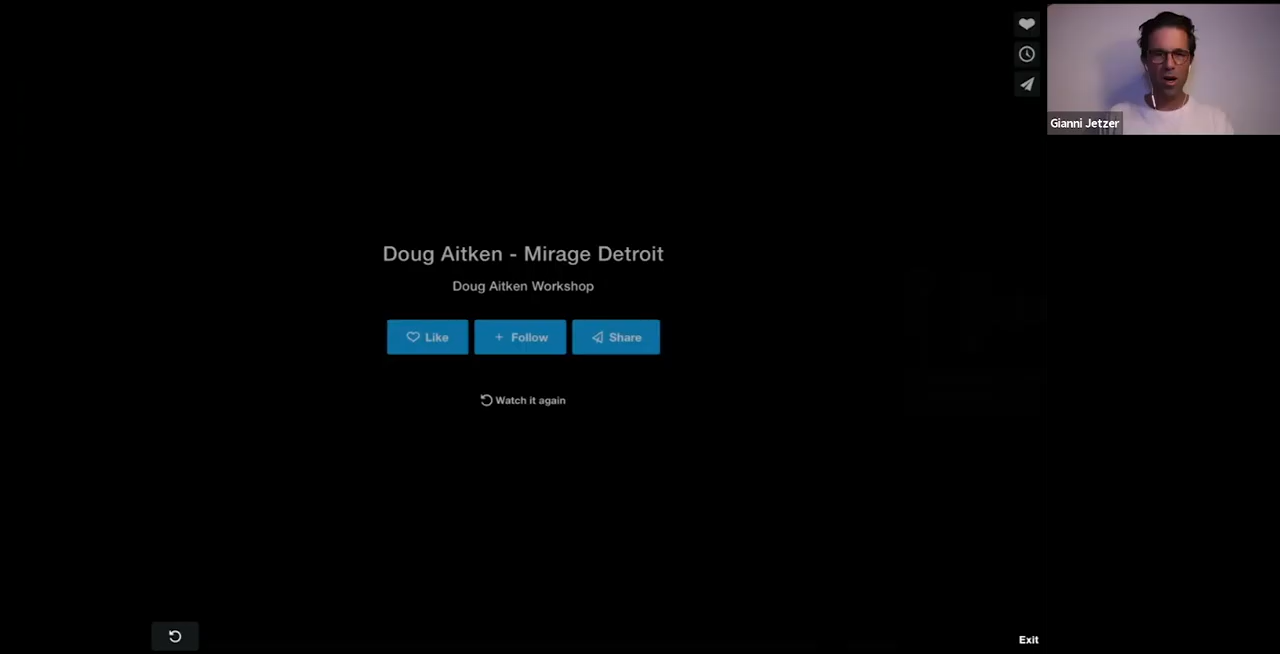 Gianni Jetzer
Doug Aitken - Mirage Detroit
Doug Aitken Workshop
Like
+ Follow
Share
Watch it again
Exit